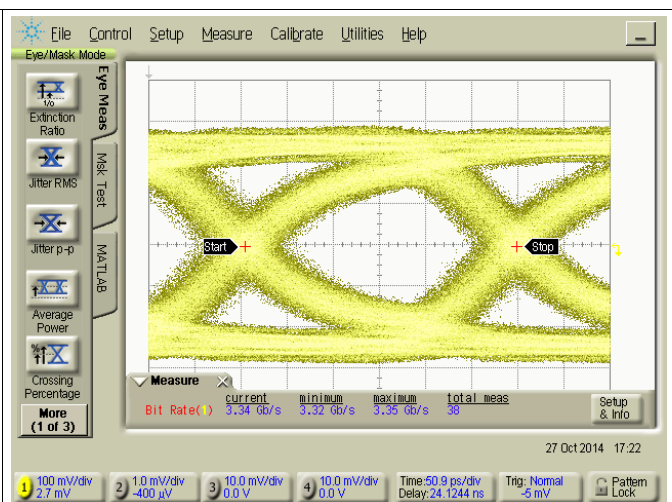 File Control Setup Measure Calibrate Utilities Help
Eye/Mask Mode
Extinction
Ratio
Jitter RMS
Jitter p-p
Average
Power
Crossing
Percentage
More
(1 of 3)
Eye Meas
Msk Test
MATLAB
Start
Stop
Measure
current minimum maximum total meas
Bit Rate(1) 3.34 Gb/s 3.32 Gb/s 3.35 Gb/s 38
Setup
& Info
27 Oct 2014 17:22
1 100 mV/div
2.7 mV
2 1.0 mV/div
-400 µV
3 10.0 mV/div
0.0 V
4 10.0 mV/div
0.0 V
Time:50.9 ps/div
Delay:24.1244 ns
Trig: Normal
-5 mV
Pattern
Lock